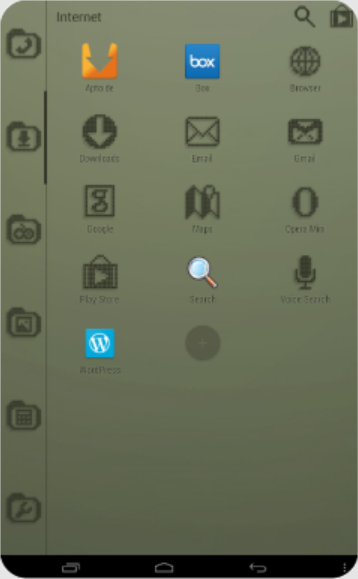 Internet
Aptoide
box
Box
Browser
Downloads
Email
Gmail
g
Google
Maps
Opera Mini
Play Store
Search
Voice Search
W
WordPress